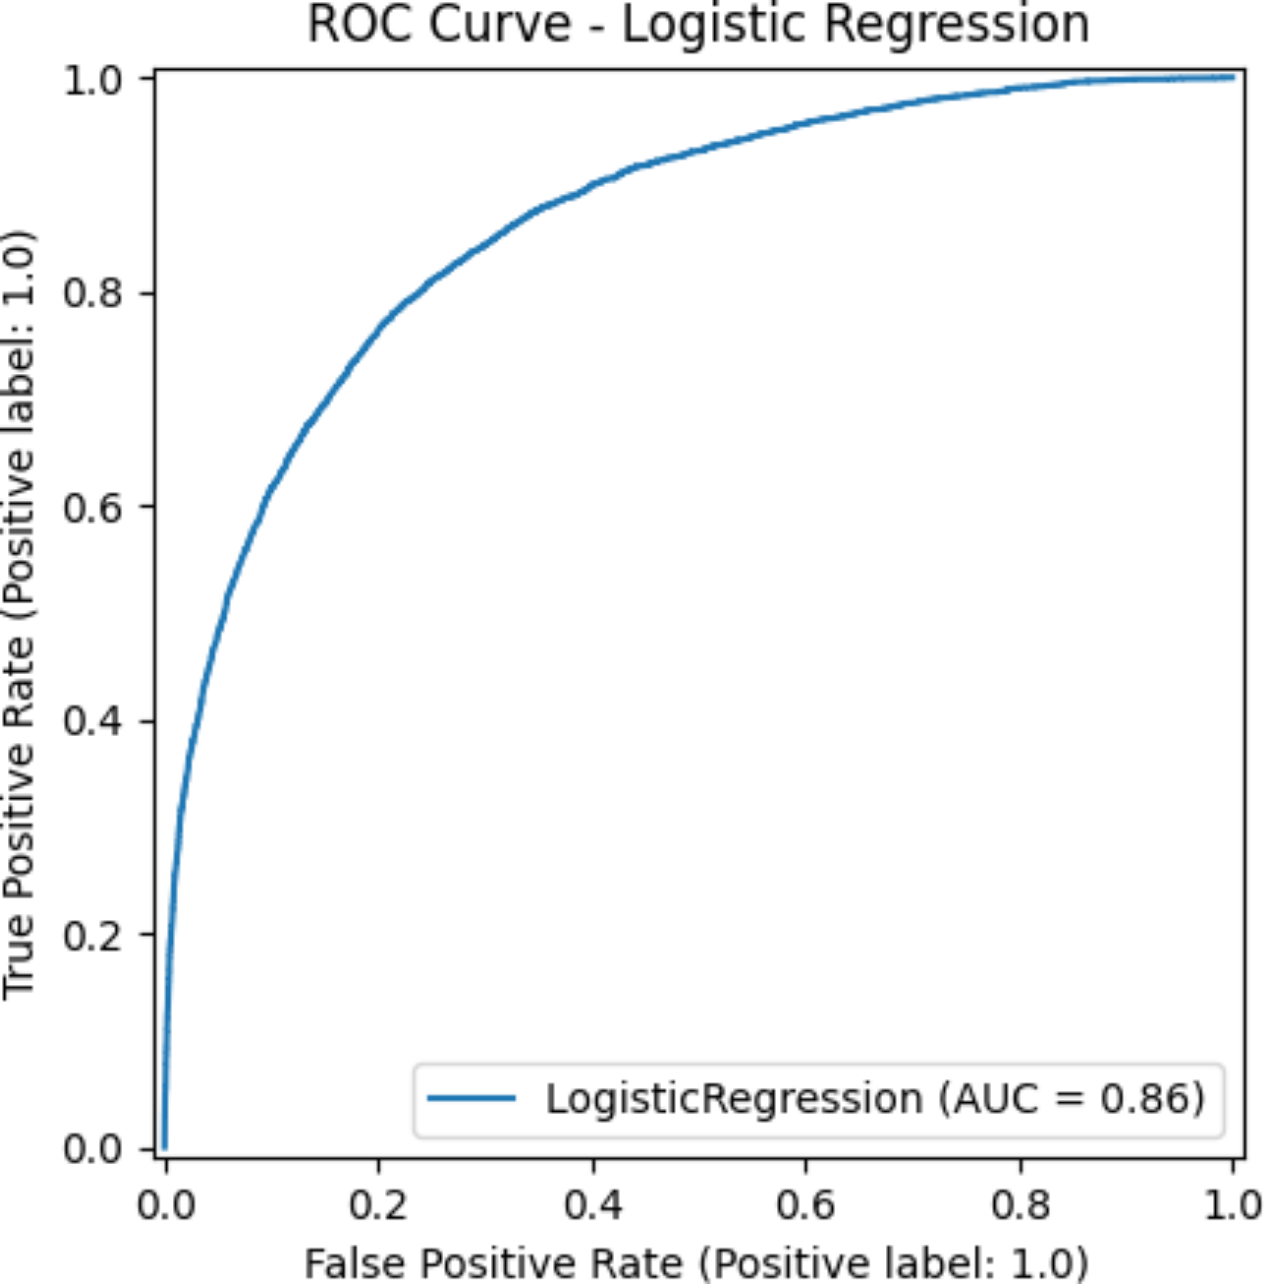 ROC Curve - Logistic Regression
True Positive Rate (Positive label: 1.0)
1.0
0.8
0.6
0.4
0.2
0.0
LogisticRegression (AUC = 0.86)
0.0 0.2 0.4 0.6 0.8 1.0
False Positive Rate (Positive label: 1.0)